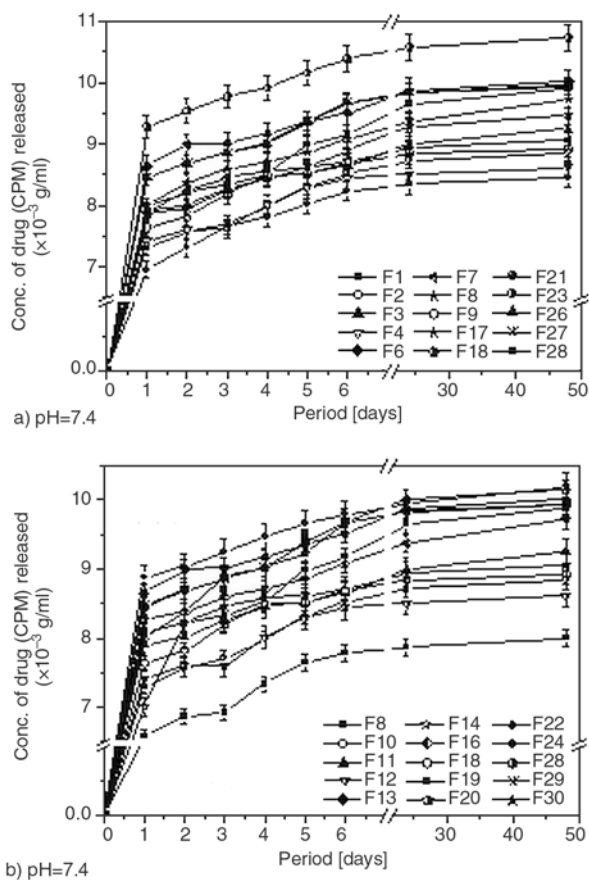 11
10
9
8
7
0.0
Conc. of drug (CPM) released
(×10⁻³ g/ml)
F1 F7 F21
F2 F8 F23
F3 F9 F26
F4 F17 F27
F6 F18 F28
0 1 2 3 4 5 6 30 40 50
Period [days]
a) pH=7.4
10
9
8
7
0.0
Conc. of drug (CPM) released
(×10⁻³ g/ml)
F8 F14 F22
F10 F16 F24
F11 F18 F28
F12 F19 F29
F13 F20 F30
0 1 2 3 4 5 6 30 40 50
Period [days]
b) pH=7.4